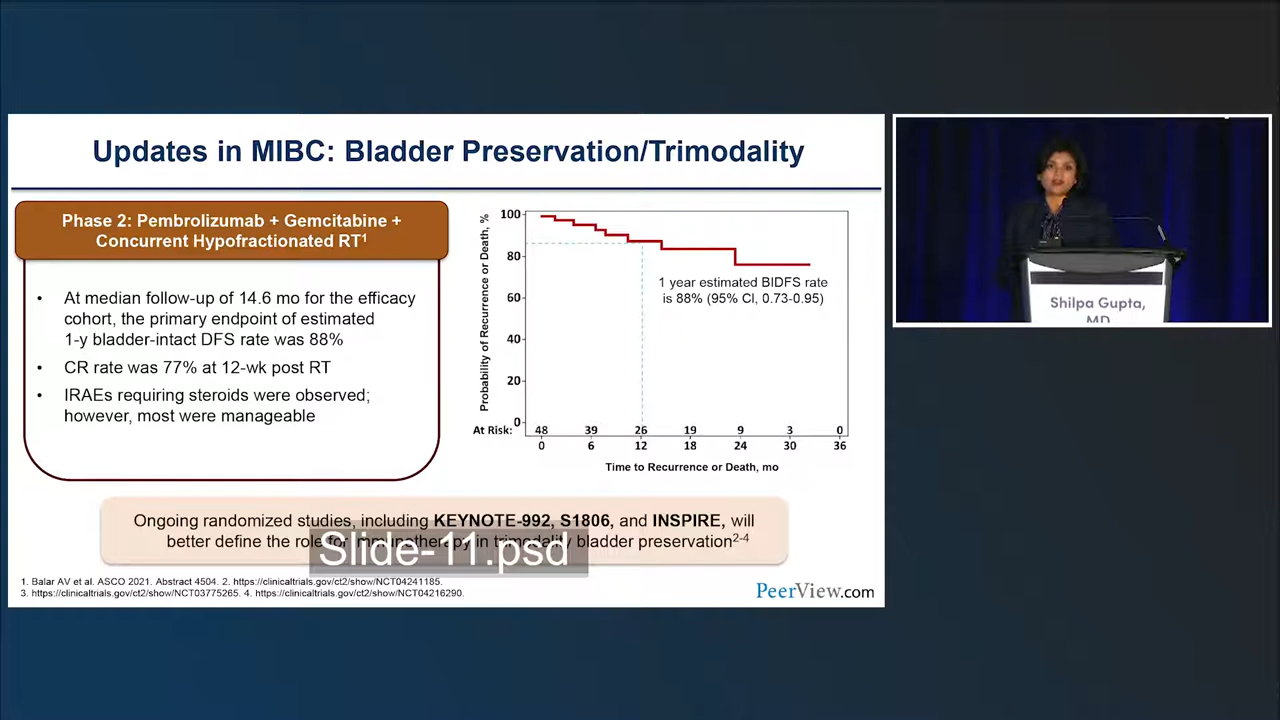 Updates in MIBC: Bladder Preservation/Trimodality
Phase 2: Pembrolizumab + Gemcitabine +
Concurrent Hypofractionated RT1
• At median follow-up of 14.6 mo for the efficacy
cohort, the primary endpoint of estimated
1-y bladder-intact DFS rate was 88%
• CR rate was 77% at 12-wk post RT
• IRAEs requiring steroids were observed;
however, most were manageable
Probability of Recurrence or Death, %
100
80
60
40
20
0
1 year estimated BIDFS rate
is 88% (95% CI, 0.73-0.95)
At Risk: 48 39 26 19 9 3 0
0 6 12 18 24 30 36
Time to Recurrence or Death, mo
Ongoing randomized studies, including KEYNOTE-992, S1806, and INSPIRE, will
better define the role for immunotherapy in trimodality bladder preservation2-4
Slide-11.psd
1. Balar AV et al. ASCO 2021. Abstract 4504. 2. https://clinicaltrials.gov/ct2/show/NCT04241185.
3. https://clinicaltrials.gov/ct2/show/NCT03775265. 4. https://clinicaltrials.gov/ct2/show/NCT04216290.
PeerView.com
Shilpa Gupta,
MD